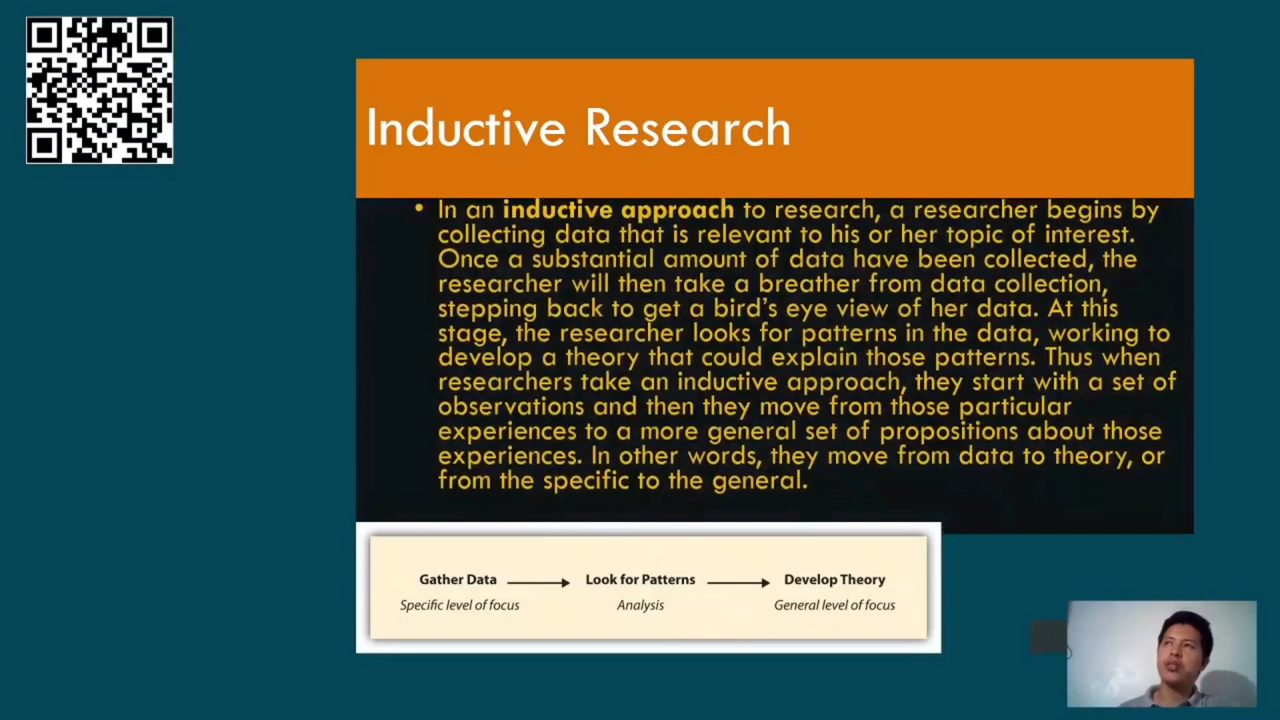 Inductive Research
• In an inductive approach to research, a researcher begins by
collecting data that is relevant to his or her topic of interest.
Once a substantial amount of data have been collected, the
researcher will then take a breather from data collection,
stepping back to get a bird's eye view of her data. At this
stage, the researcher looks for patterns in the data, working to
develop a theory that could explain those patterns. Thus when
researchers take an inductive approach, they start with a set of
observations and then they move from those particular
experiences to a more general set of propositions about those
experiences. In other words, they move from data to theory, or
from the specific to the general.
Gather Data Look for Patterns Develop Theory
Specific level of focus Analysis General level of focus